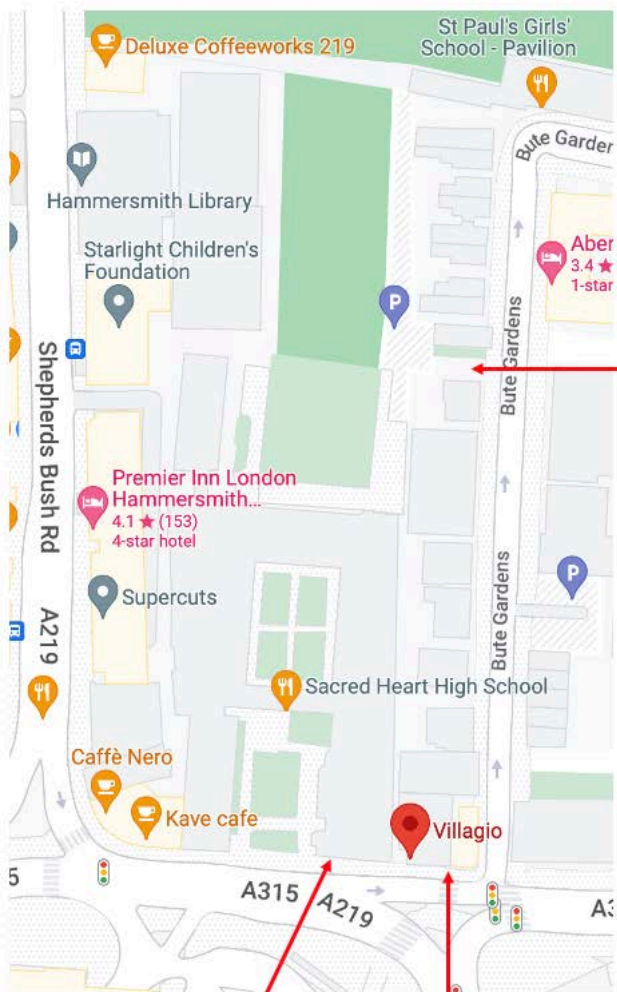 St Paul's Girls'
School - Pavilion
Deluxe Coffeeworks 219
Bute Garden
Hammersmith Library
Starlight Children's
Foundation
Aber
3.4 ★
1-star
P
Bute Gardens
Shepherds Bush Rd
Premier Inn London
Hammersmith...
4.1 ★ (153)
4-star hotel
P
Supercuts
Bute Gardens
A219
Sacred Heart High School
Caffè Nero
Kave cafe
Villagio
5
A315
A219
A3